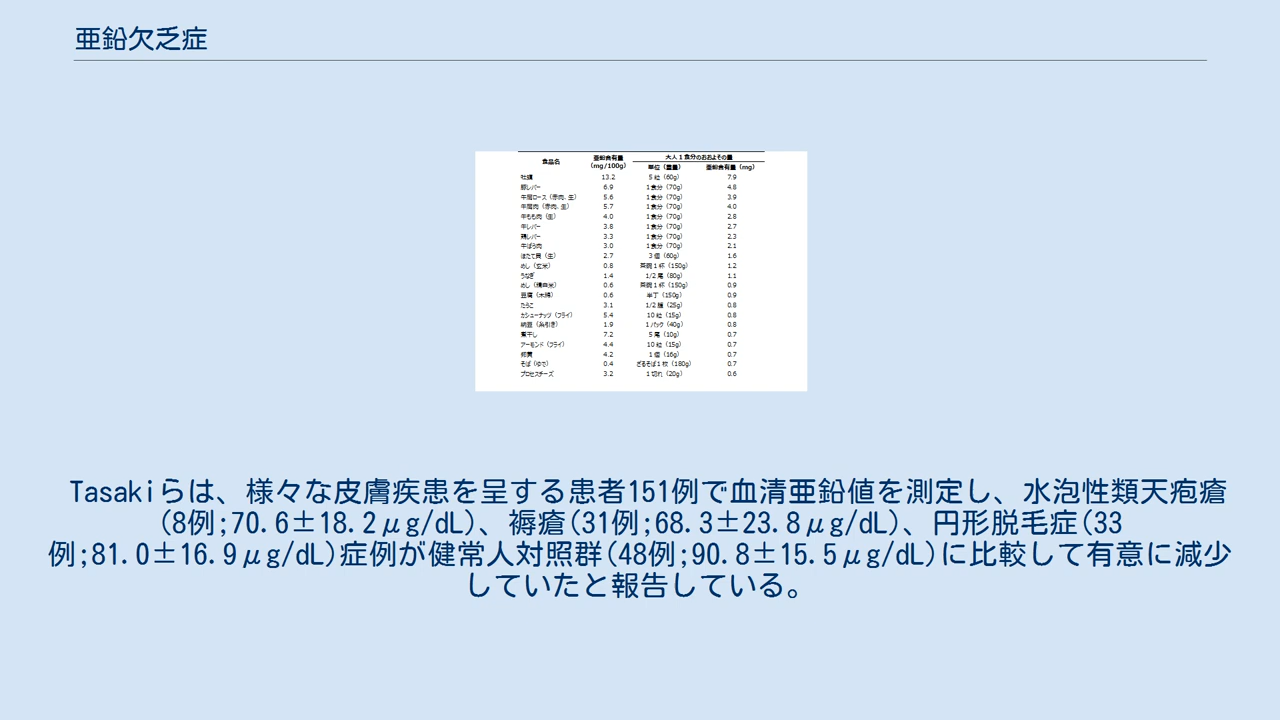 亜鉛欠乏症
食品名 亜鉛含有量 (mg/100g) 大人1食分のおおよその量
単位(重量) 亜鉛含有量(mg)
牡蠣 13.2 5粒(60g) 7.9
豚レバー 6.9 1食分(70g) 4.8
牛肩ロース(赤肉、生) 5.6 1食分(70g) 3.9
牛肩肉(赤肉、生) 5.7 1食分(70g) 4.0
牛もも肉(生) 4.0 1食分(70g) 2.8
牛レバー 3.8 1食分(70g) 2.7
鶏レバー 3.3 1食分(70g) 2.3
牛ばら肉 3.0 1食分(70g) 2.1
ほたて貝(生) 2.7 3個(60g) 1.6
めし(玄米) 0.8 茶碗1杯(150g) 1.2
うなぎ 1.4 1/2尾(80g) 1.1
めし(精白米) 0.6 茶碗1杯(150g) 0.9
豆腐(木綿) 0.6 半丁(150g) 0.9
たらこ 3.1 1/2腹(25g) 0.8
カシューナッツ(フライ) 5.4 10粒(15g) 0.8
納豆(糸引き) 1.9 1パック(40g) 0.8
煮干し 7.2 5尾(10g) 0.7
アーモンド(フライ) 4.4 10粒(15g) 0.7
卵黄 4.2 1個(16g) 0.7
そば(ゆで) 0.4 ざるそば1枚(180g) 0.7
プロセスチーズ 3.2 1切れ(20g) 0.6
Tasakiらは、様々な皮膚疾患を呈する患者151例で血清亜鉛値を測定し、水泡性類天疱瘡
(8例;70.6±18.2μg/dL)、褥瘡(31例;68.3±23.8μg/dL)、円形脱毛症(33
例;81.0±16.9μg/dL)症例が健常人対照群(48例;90.8±15.5μg/dL)に比較して有意に減少
していたと報告している。